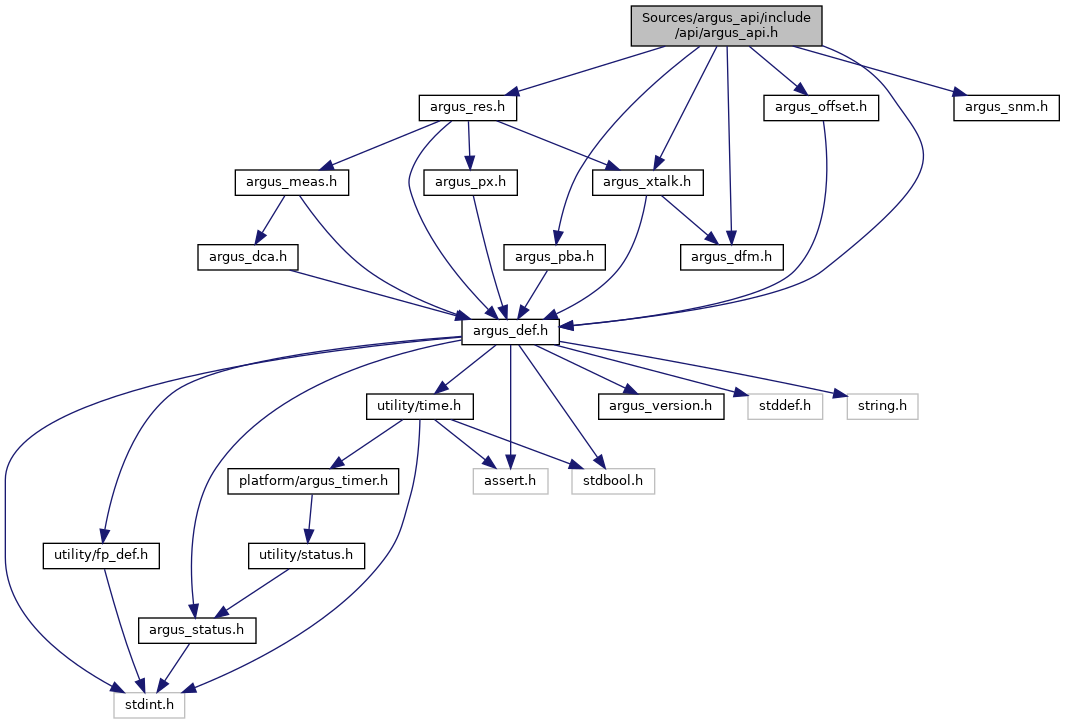 Sources/argus_api/include
/api/argus_api.h
argus_res.h
argus_offset.h
argus_snm.h
argus_meas.h
argus_px.h
argus_xtalk.h
argus_dca.h
argus_pba.h
argus_dfm.h
argus_def.h
utility/time.h
argus_version.h
stddef.h
string.h
platform/argus_timer.h
assert.h
stdbool.h
utility/fp_def.h
utility/status.h
argus_status.h
stdint.h